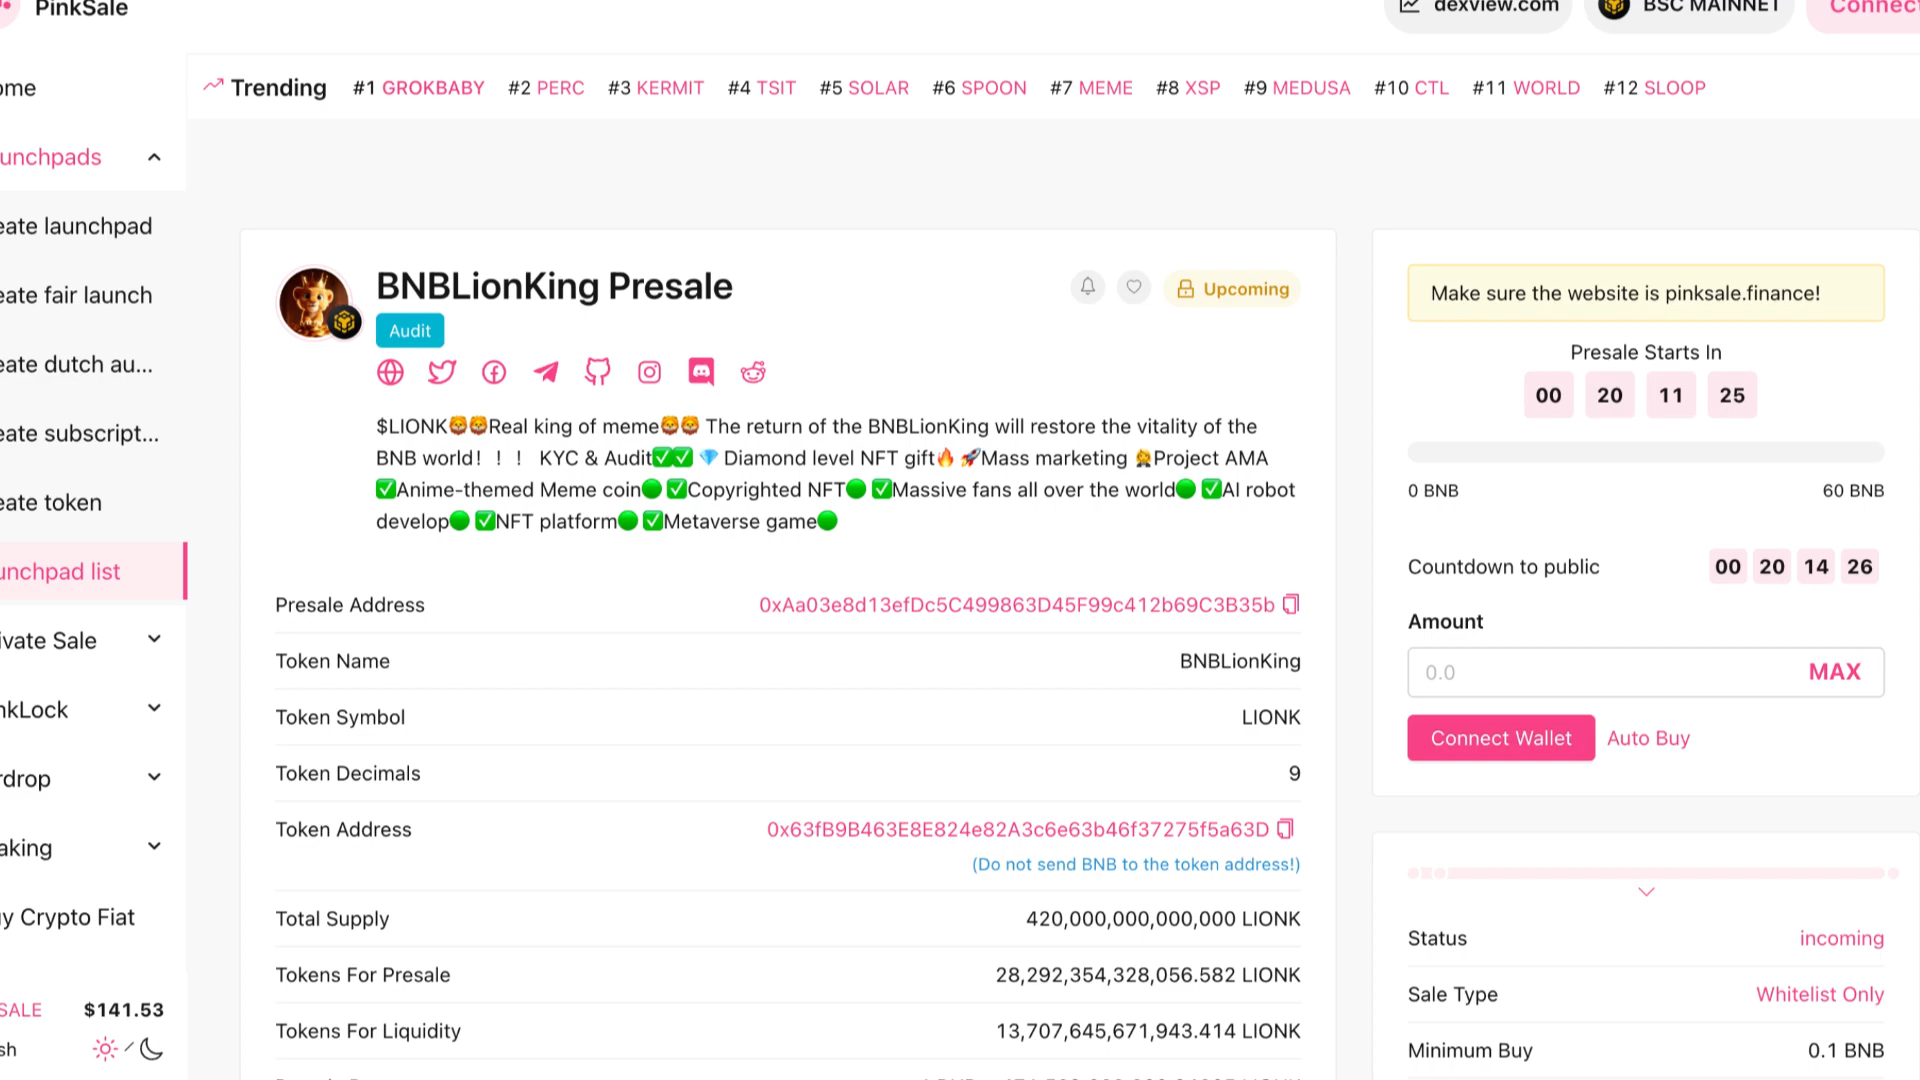 PinkSale
dexview.com
BSC MAINNET
Connect
ome
Trending #1 GROKBABY #2 PERC #3 KERMIT #4 TSIT #5 SOLAR #6 SPOON #7 MEME #8 XSP #9 MEDUSA #10 CTL #11 WORLD #12 SLOOP
unchpads
eate launchpad
eate fair launch
eate dutch au...
eate subscript...
eate token
unchpad list
ivate Sale
nkLock
rdrop
aking
y Crypto Fiat
SALE $141.53
sh
BNBLionKing Presale
Upcoming
Audit
$LIONK🦁🦁Real king of meme🦁🦁 The return of the BNBLionKing will restore the vitality of the
BNB world！！！ KYC & Audit✅✅ 💎 Diamond level NFT gift🔥 🚀Mass marketing Project AMA
✅Anime-themed Meme coin🟢 ✅Copyrighted NFT🟢 ✅Massive fans all over the world🟢 ✅AI robot
develop🟢 ✅NFT platform🟢 ✅Metaverse game🟢
Presale Address 0xAa03e8d13efDc5C499863D45F99c412b69C3B35b
Token Name BNBLionKing
Token Symbol LIONK
Token Decimals 9
Token Address 0x63fB9B463E8E824e82A3c6e63b46f37275f5a63D
(Do not send BNB to the token address!)
Total Supply 420,000,000,000,000 LIONK
Tokens For Presale 28,292,354,328,056.582 LIONK
Tokens For Liquidity 13,707,645,671,943.414 LIONK
Make sure the website is pinksale.finance!
Presale Starts In
00 20 11 25
0 BNB 60 BNB
Countdown to public 00 20 14 26
Amount
0.0 MAX
Connect Wallet Auto Buy
Status incoming
Sale Type Whitelist Only
Minimum Buy 0.1 BNB